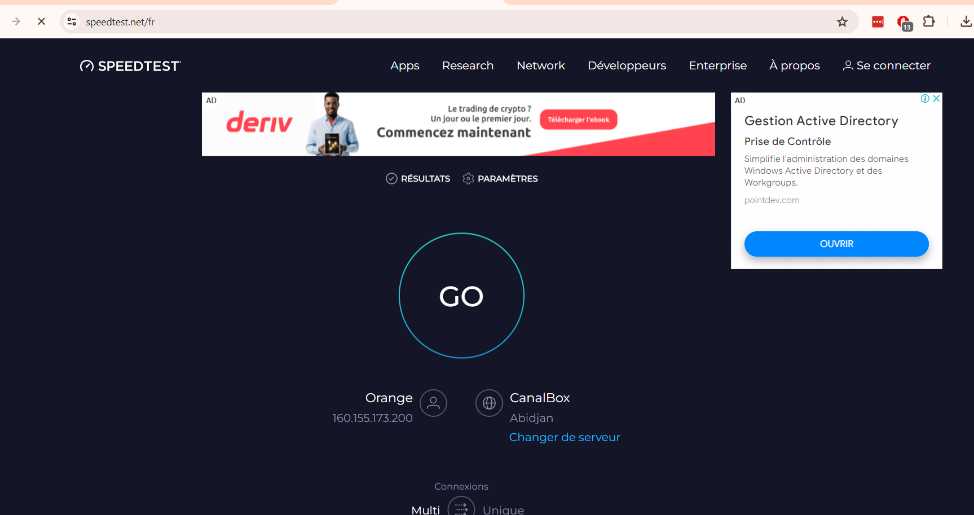 speedtest.net/fr
13
SPEEDTEST
Apps Research Network Développeurs Enterprise À propos Se connecter
AD
deriv
Le trading de crypto ?
Un jour ou le premier jour.
Commencez maintenant
Télécharger l'ebook
AD
Gestion Active Directory
Prise de Contrôle
Simplifie l'administration des domaines
Windows Active Directory et des
Workgroups.
pointdev.com
OUVRIR
RÉSULTATS PARAMÈTRES
GO
Orange
160.155.173.200
CanalBox
Abidjan
Changer de serveur
Connexions
Multi Unique